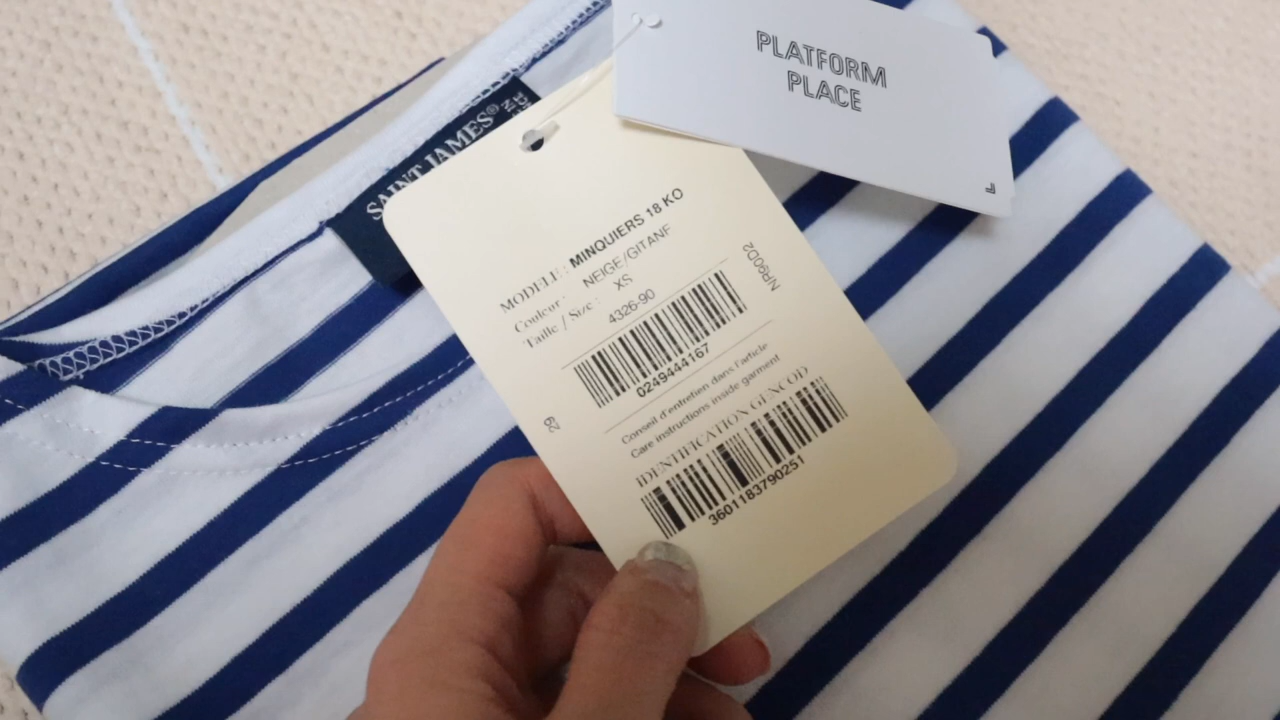 PLATFORM
PLACE
SAINT JAMES®
MODELE : MINQUIERS 18 KO
Couleur : NEIGE/GITANE
Taille / Size : XS
4326-90
NR90D2
0249444167
29
Conseil d'entretien dans l'article
Care instructions inside garment
IDENTIFICATION GENCOD
3601183790251